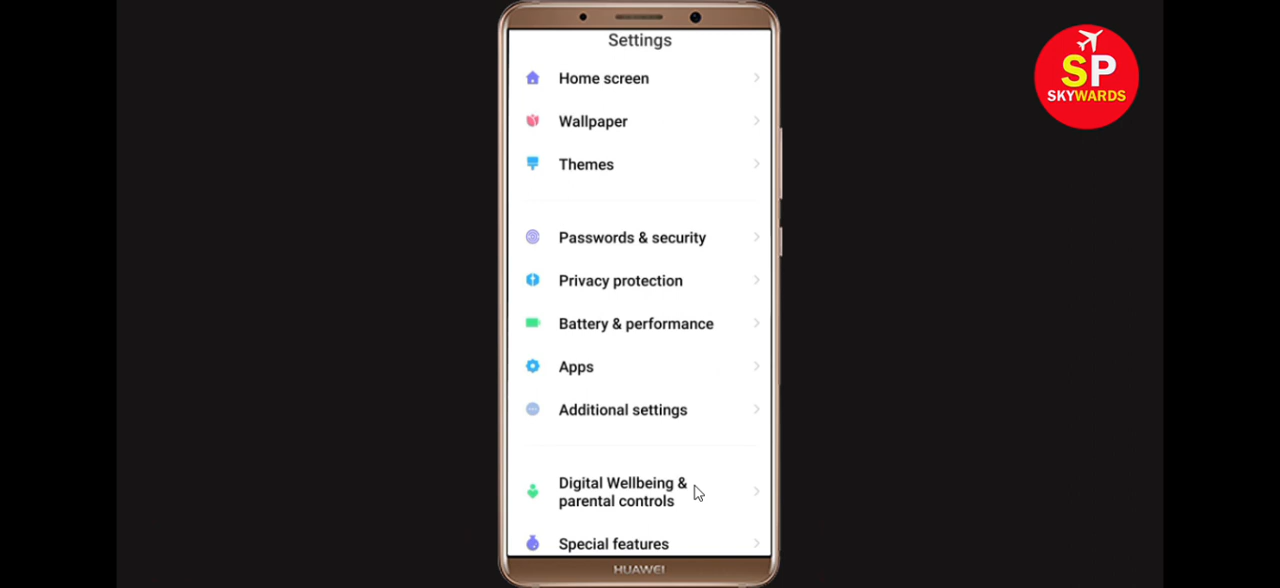 Settings
Home screen
Wallpaper
Themes
Passwords & security
Privacy protection
Battery & performance
Apps
Additional settings
Digital Wellbeing &
parental controls
Special features
HUAWEI
SP
SKYWARDS